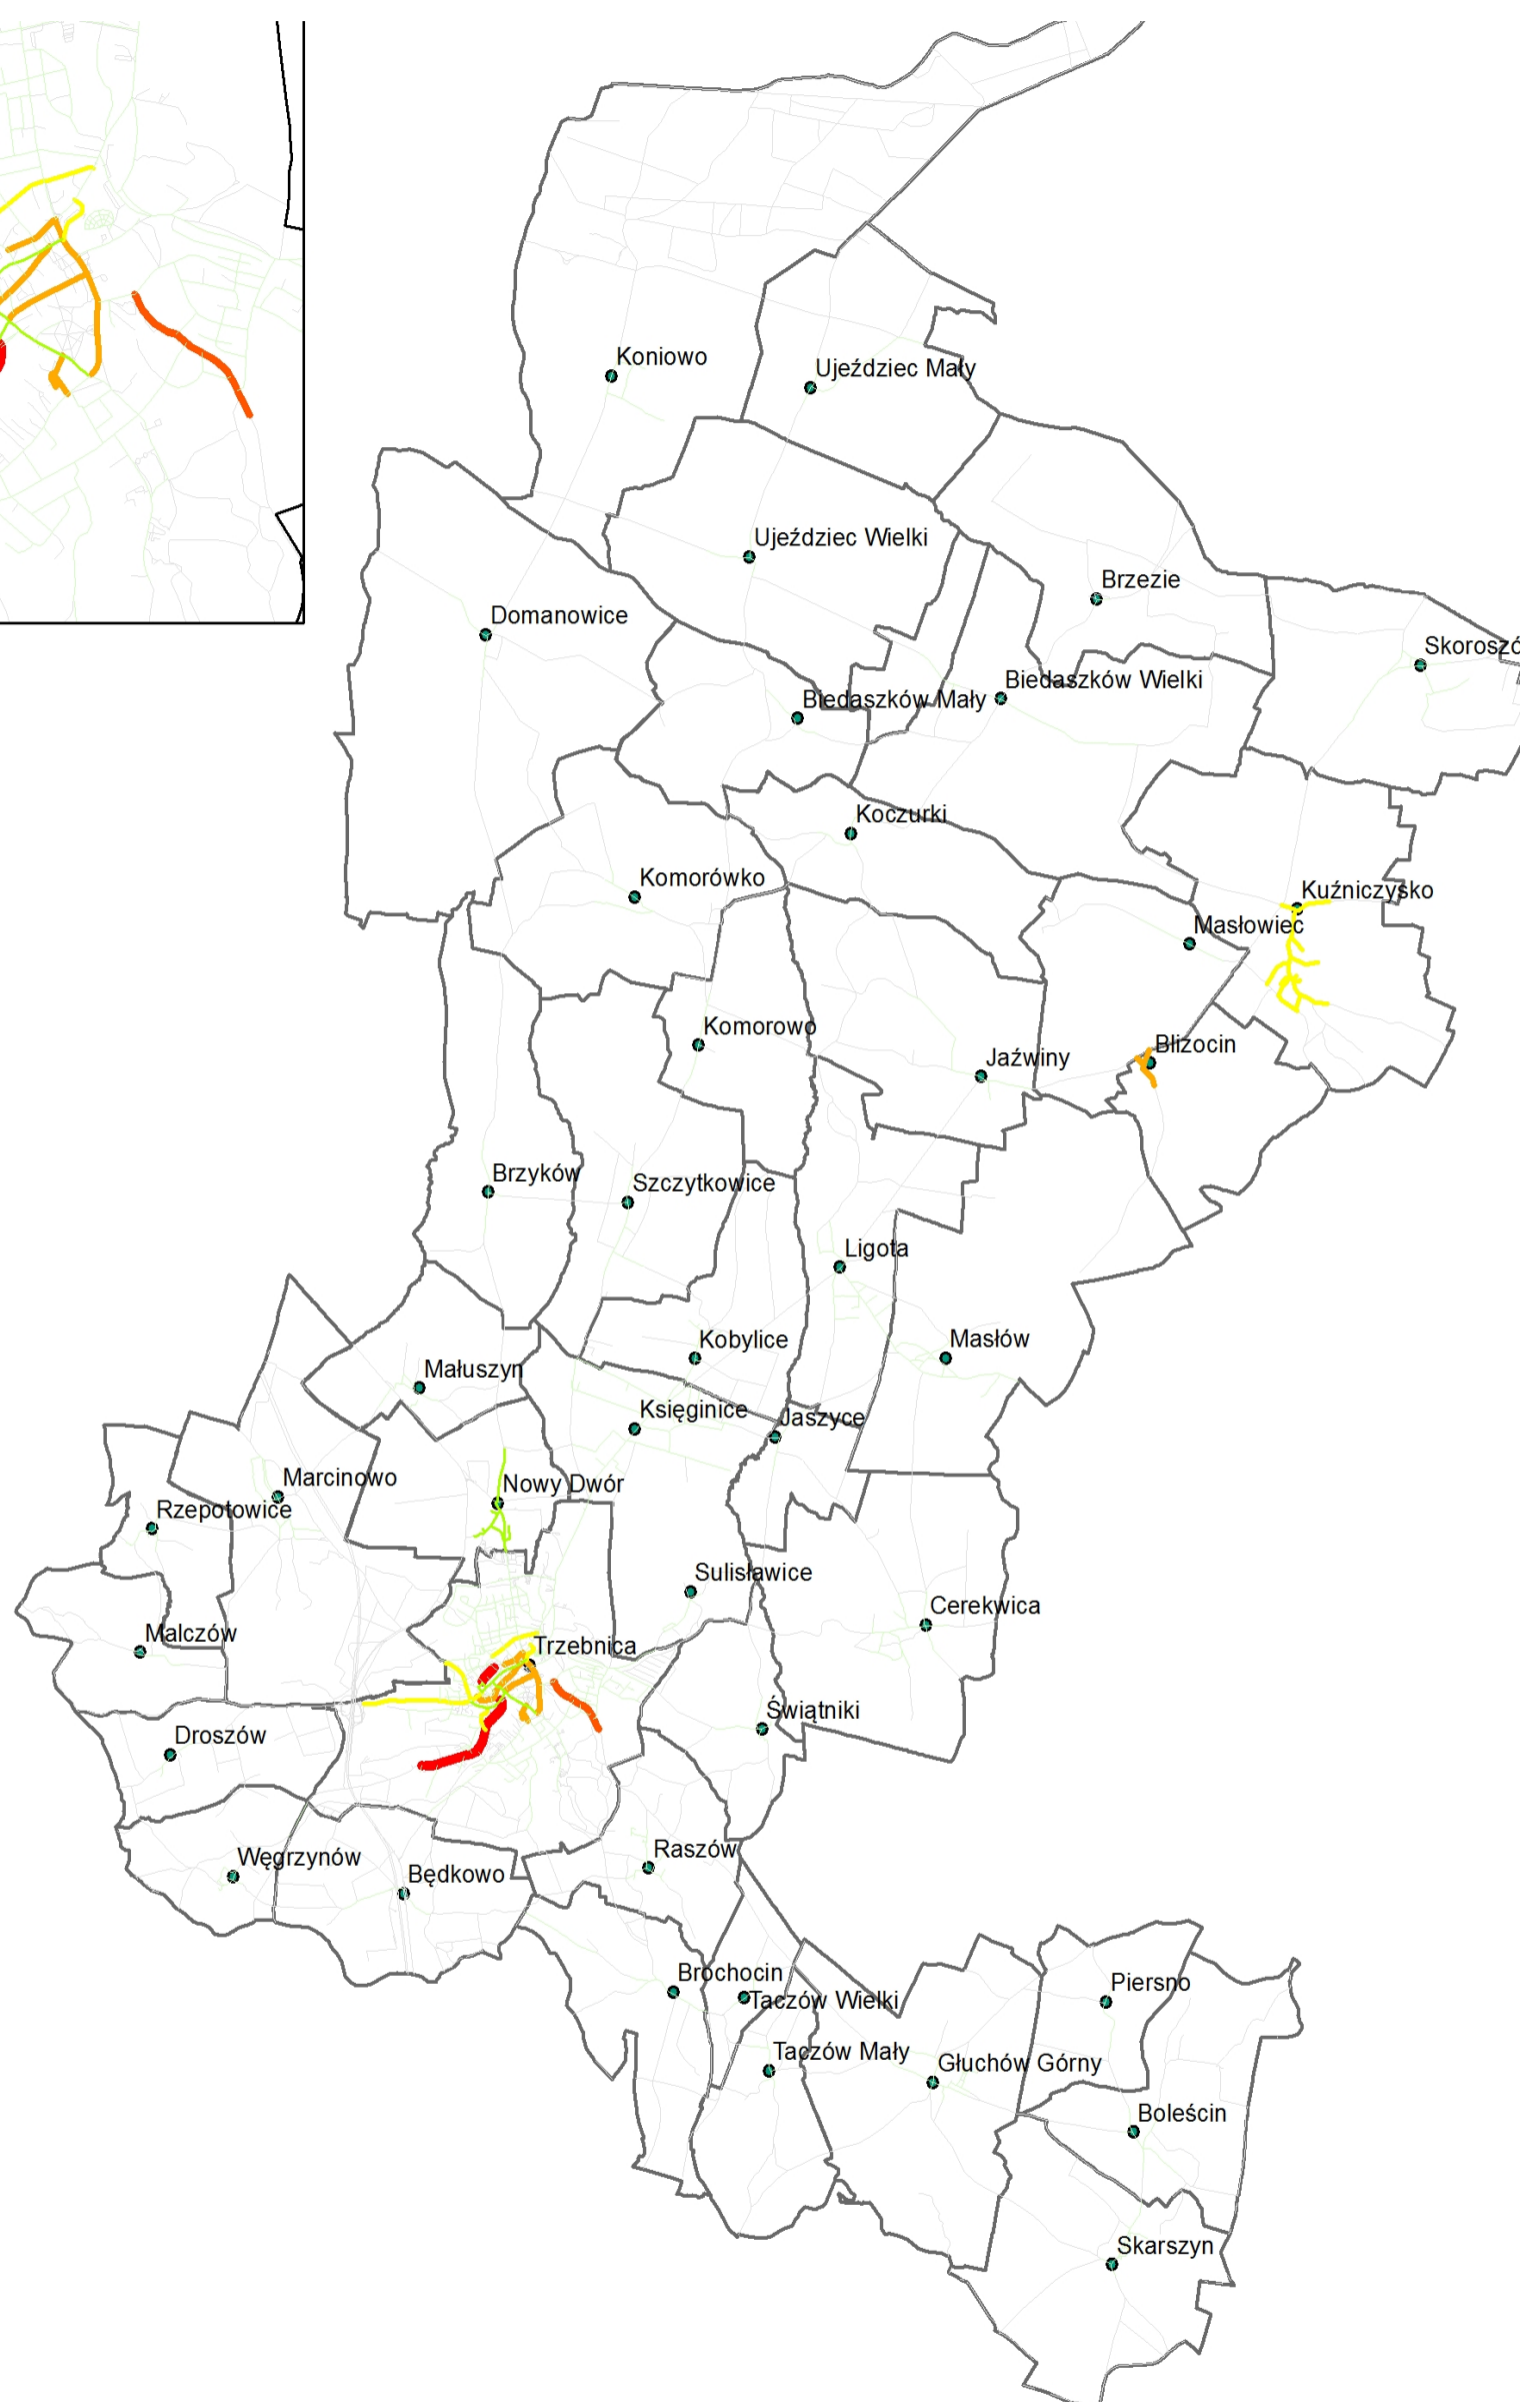 Koniowo
Ujeździec Mały
Ujeździec Wielki
Brzezie
Domanowice
Skoroszó
Biedaszków Wielki
Biedaszków Mały
Koczurki
Komorówko
Kuźniczysko
Masłowiec
Komorowo
Blizocin
Jaźwiny
Brzyków
Szczytkowice
Ligota
Kobylice
Masłów
Małuszyn
Księginice
Jaszyce
Marcinowo
Nowy Dwór
Rzepotowice
Sulisławice
Cerekwica
Malczów
Trzebnica
Świątniki
Droszów
Raszów
Węgrzynów
Będkowo
Brochocin
Piersno
Taczów Wielki
Taczów Mały
Głuchów Górny
Boleścin
Skarszyn